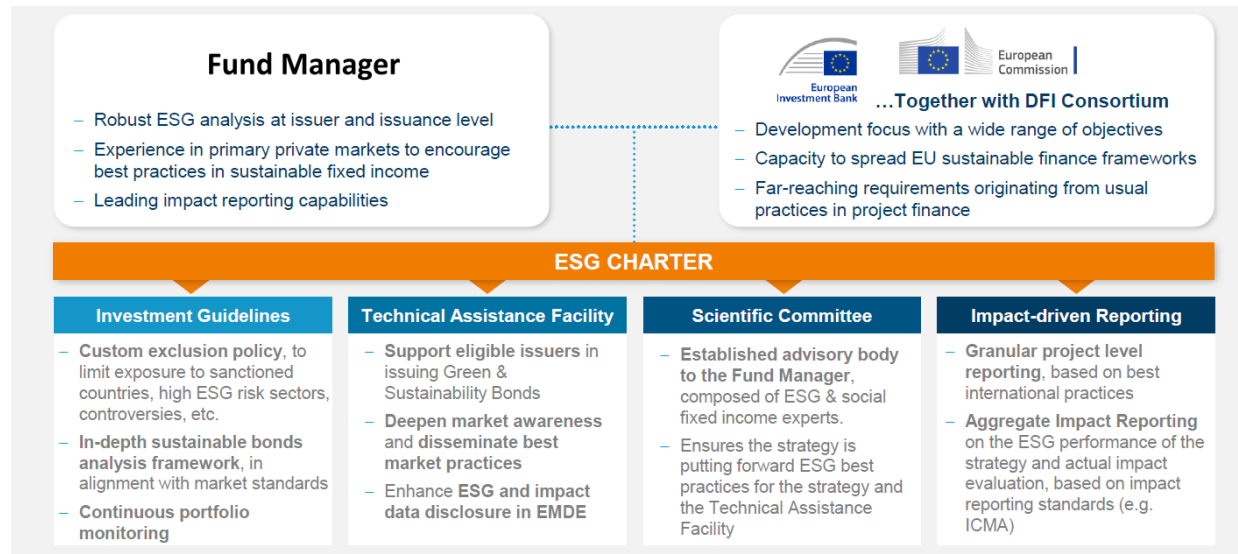 Fund Manager
– Robust ESG analysis at issuer and issuance level
– Experience in primary private markets to encourage
best practices in sustainable fixed income
– Leading impact reporting capabilities
European
Investment Bank
European
Commission
…Together with DFI Consortium
– Development focus with a wide range of objectives
– Capacity to spread EU sustainable finance frameworks
– Far-reaching requirements originating from usual
practices in project finance
ESG CHARTER
Investment Guidelines
– Custom exclusion policy, to
limit exposure to sanctioned
countries, high ESG risk sectors,
controversies, etc.
– In-depth sustainable bonds
analysis framework, in
alignment with market standards
– Continuous portfolio
monitoring
Technical Assistance Facility
– Support eligible issuers in
issuing Green &
Sustainability Bonds
– Deepen market awareness
and disseminate best
market practices
– Enhance ESG and impact
data disclosure in EMDE
Scientific Committee
– Established advisory body
to the Fund Manager,
composed of ESG & social
fixed income experts.
– Ensures the strategy is
putting forward ESG best
practices for the strategy and
the Technical Assistance
Facility
Impact-driven Reporting
– Granular project level
reporting, based on best
international practices
– Aggregate Impact Reporting
on the ESG performance of the
strategy and actual impact
evaluation, based on impact
reporting standards (e.g.
ICMA)